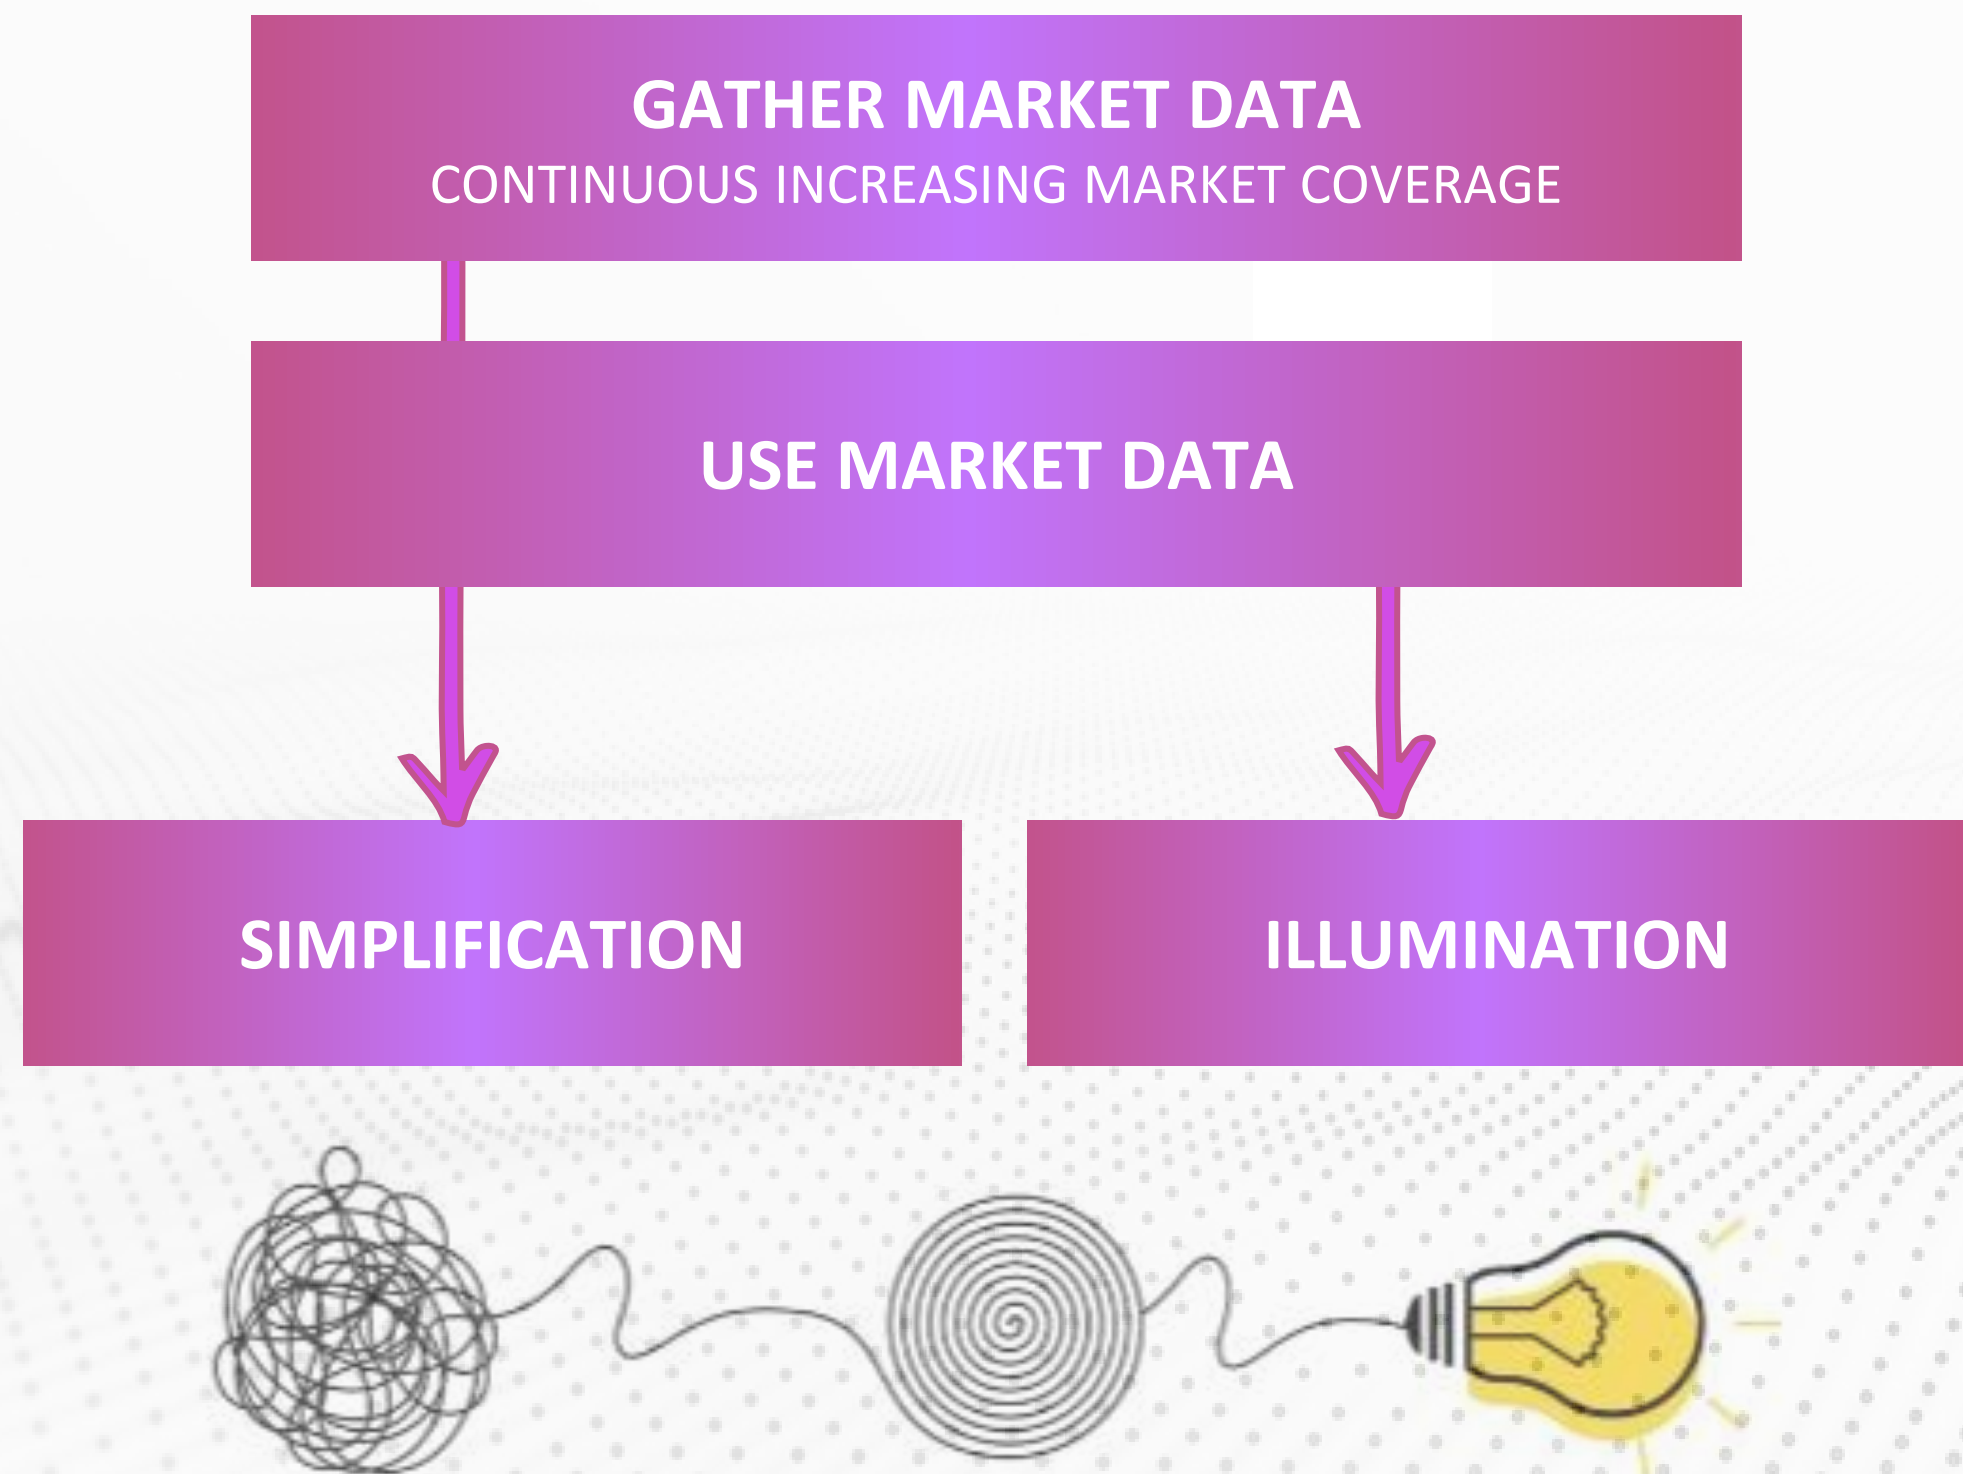 GATHER MARKET DATA
CONTINUOUS INCREASING MARKET COVERAGE
USE MARKET DATA
SIMPLIFICATION
ILLUMINATION